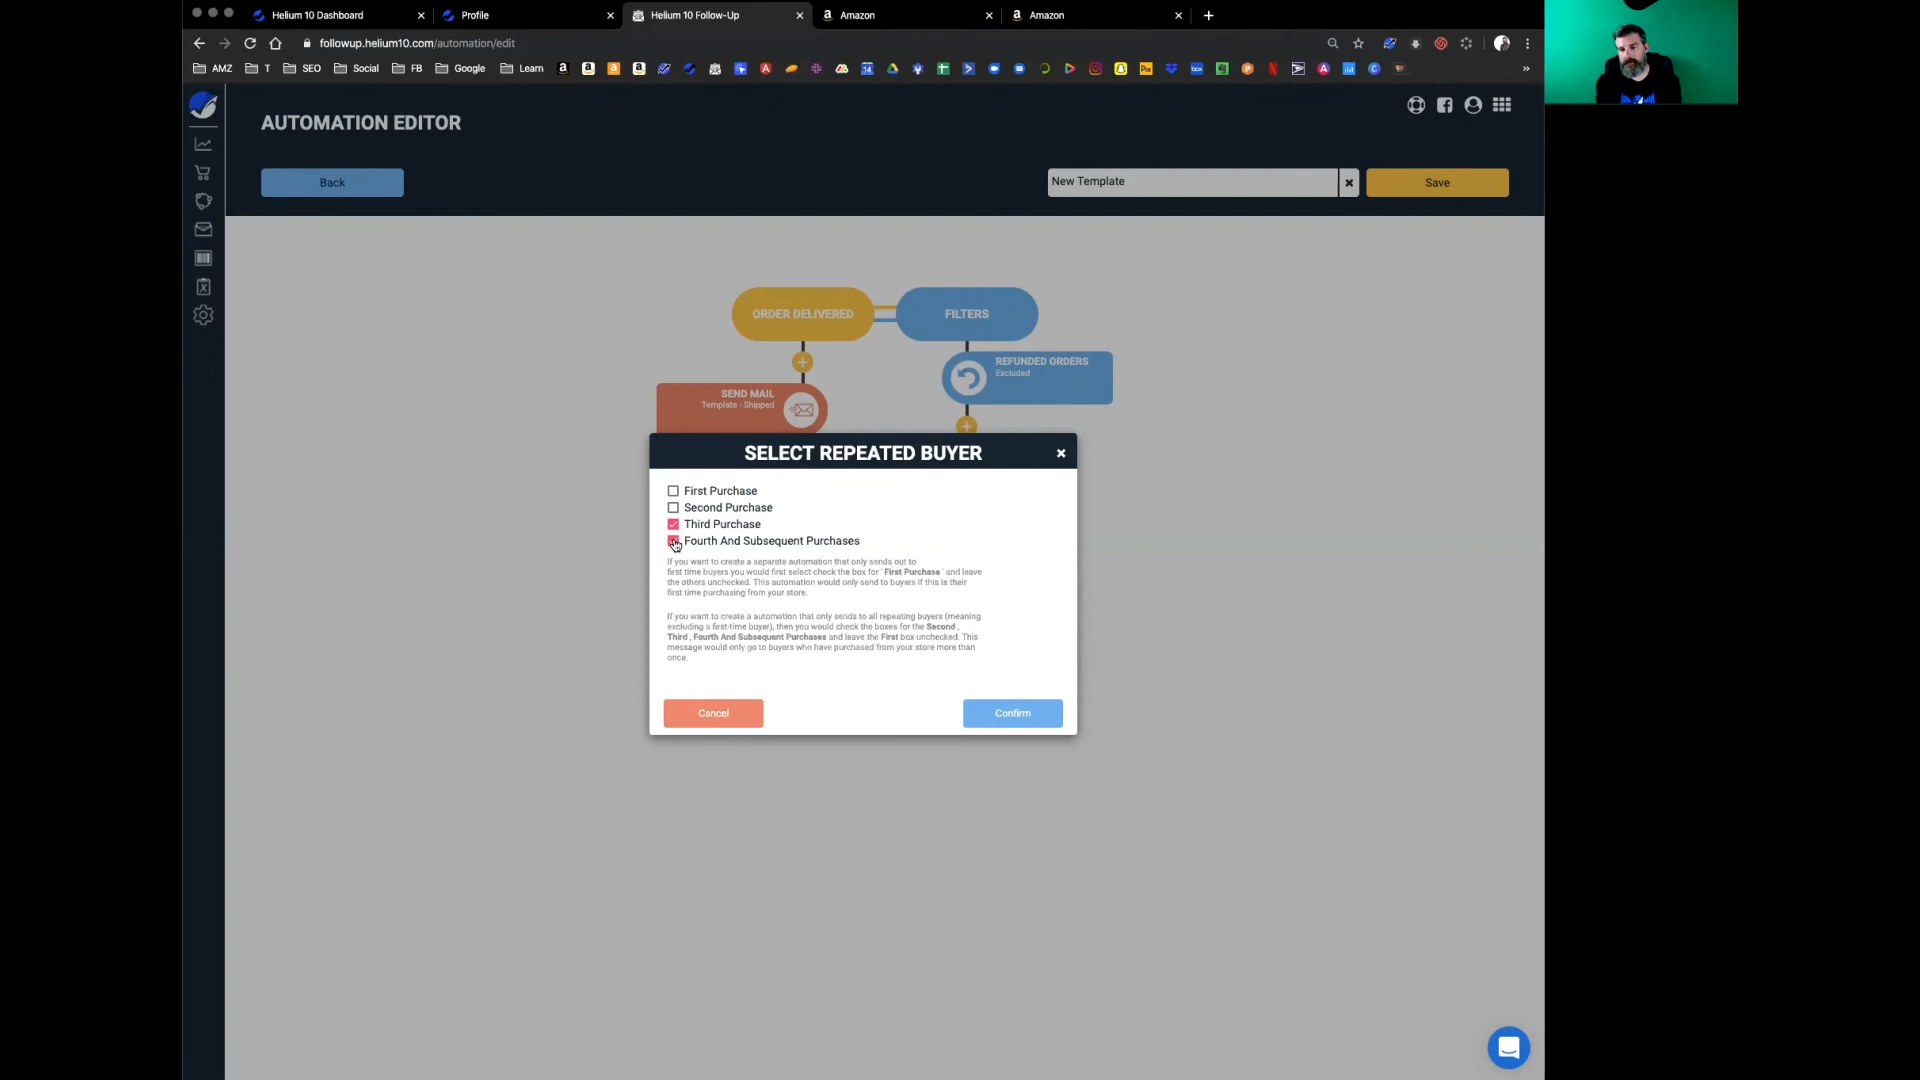 Helium 10 Dashboard
Profile
Helium 10 Follow-Up
Amazon
Amazon
followup.helium10.com/automation/edit
AMZ
T
SEO
Social
FB
Google
Learn
AUTOMATION EDITOR
Back
New Template
Save
ORDER DELIVERED
FILTERS
REFUNDED ORDERS
Excluded
SEND MAIL
Template - Shipped
SELECT REPEATED BUYER
First Purchase
Second Purchase
Third Purchase
Fourth And Subsequent Purchases
If you want to create a separate automation that only sends out to
first time buyers you would first select check the box for ' First Purchase ' and leave
the others unchecked. This automation would only send to buyers if this is their
first time purchasing from your store.
If you want to create a automation that only sends to all repeating buyers (meaning
excluding a first-time buyer), then you would check the boxes for the Second ,
Third , Fourth And Subsequent Purchases and leave the First box unchecked. This
message would only go to buyers who have purchased from your store more than
once.
Cancel
Confirm